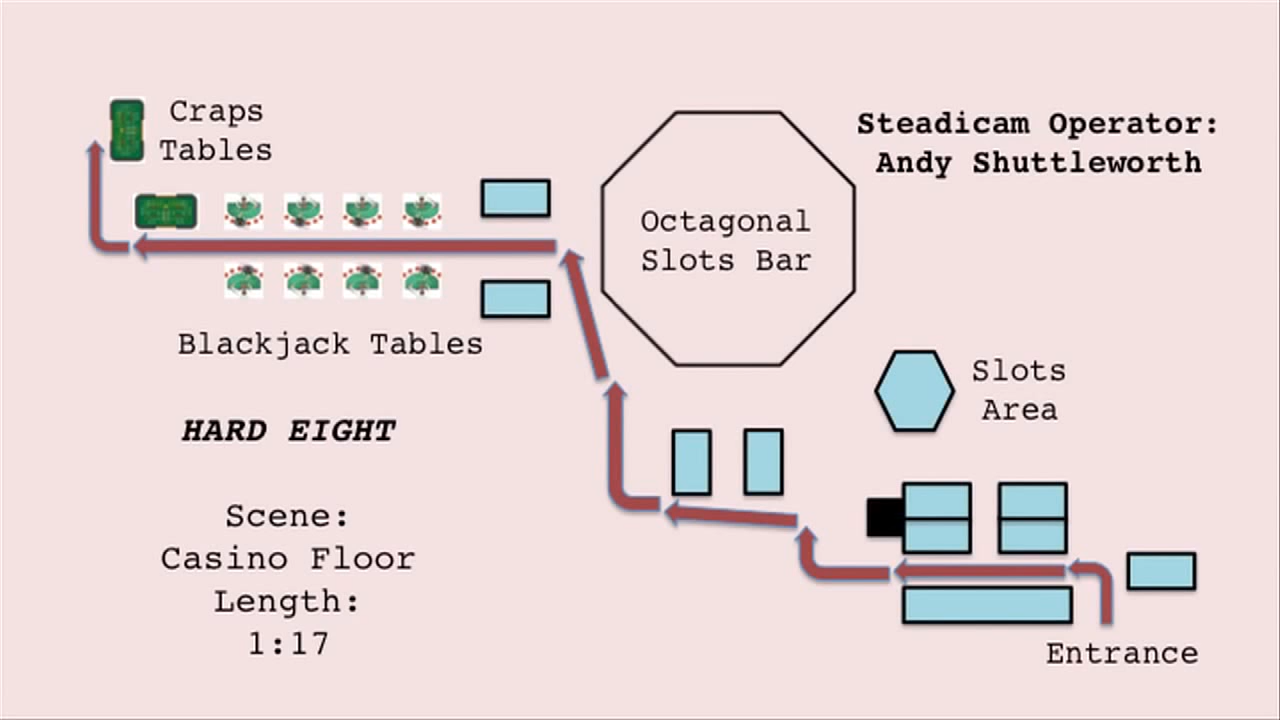 Craps
Tables
Steadicam Operator:
Andy Shuttleworth
Octagonal
Slots Bar
Blackjack Tables
Slots
Area
HARD EIGHT
Scene:
Casino Floor
Length:
1:17
Entrance